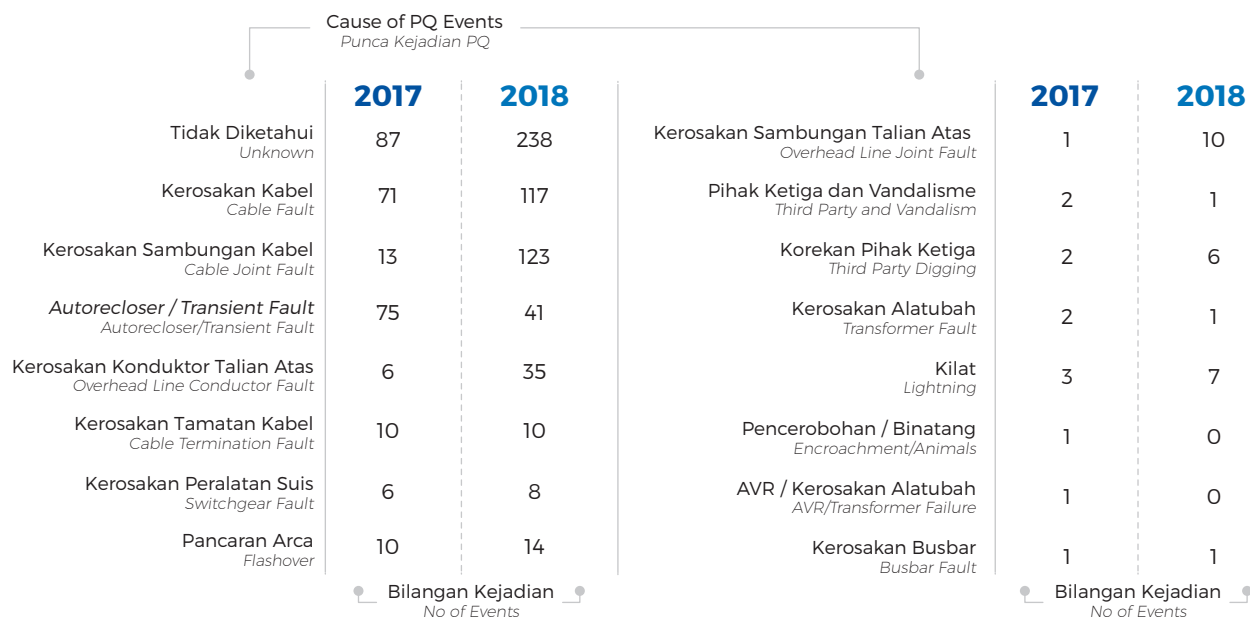 Cause of PQ Events
Punca Kejadian PQ
2017 2018
Tidak Diketahui 87 238
Unknown
Kerosakan Kabel 71 117
Cable Fault
Kerosakan Sambungan Kabel 13 123
Cable Joint Fault
Autorecloser / Transient Fault 75 41
Autorecloser/Transient Fault
Kerosakan Konduktor Talian Atas 6 35
Overhead Line Conductor Fault
Kerosakan Tamatan Kabel 10 10
Cable Termination Fault
Kerosakan Peralatan Suis 6 8
Switchgear Fault
Pancaran Arca 10 14
Flashover
Bilangan Kejadian
No of Events
2017 2018
Kerosakan Sambungan Talian Atas 1 10
Overhead Line Joint Fault
Pihak Ketiga dan Vandalisme 2 1
Third Party and Vandalism
Korekan Pihak Ketiga 2 6
Third Party Digging
Kerosakan Alatubah 2 1
Transformer Fault
Kilat 3 7
Lightning
Pencerobohan / Binatang 1 0
Encroachment/Animals
AVR / Kerosakan Alatubah 1 0
AVR/Transformer Failure
Kerosakan Busbar 1 1
Busbar Fault
Bilangan Kejadian
No of Events